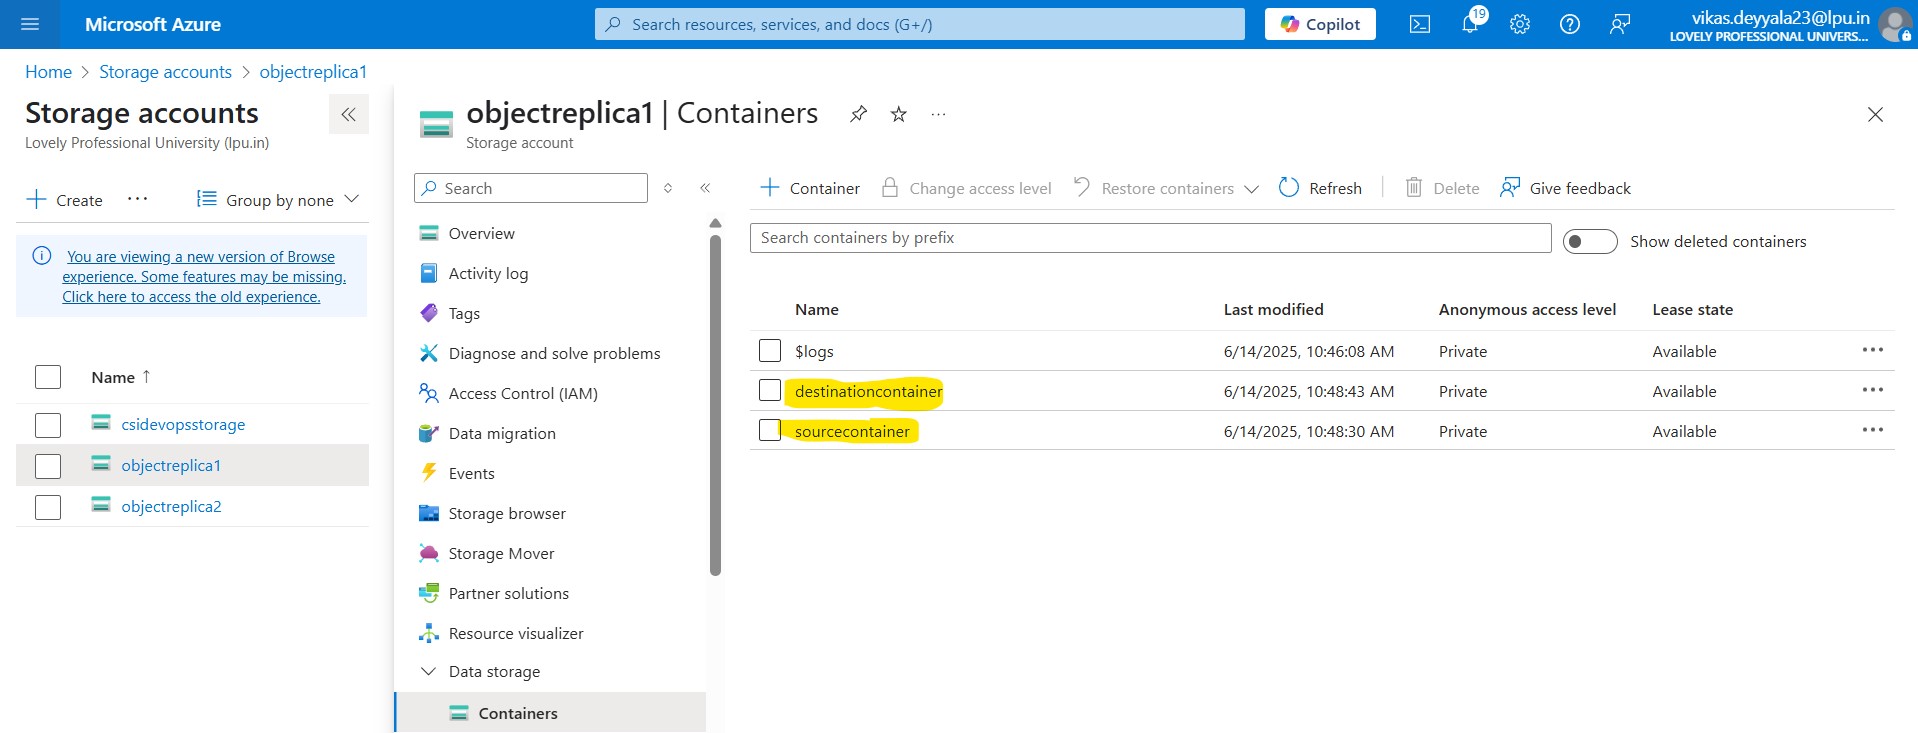 Microsoft Azure
Search resources, services, and docs (G+/)
Copilot
19
vikas.deyyala23@lpu.in
LOVELY PROFESSIONAL UNIVERS...
Home > Storage accounts > objectreplica1
Storage accounts
Lovely Professional University (lpu.in)
Create
Group by none
You are viewing a new version of Browse
experience. Some features may be missing.
Click here to access the old experience.
Name ↑
csidevopsstorage
objectreplica1
objectreplica2
objectreplica1 | Containers
Storage account
Search
Overview
Activity log
Tags
Diagnose and solve problems
Access Control (IAM)
Data migration
Events
Storage browser
Storage Mover
Partner solutions
Resource visualizer
Data storage
Containers
Container
Change access level
Restore containers
Refresh
Delete
Give feedback
Search containers by prefix
Show deleted containers
Name Last modified Anonymous access level Lease state
$logs 6/14/2025, 10:46:08 AM Private Available
destinationcontainer 6/14/2025, 10:48:43 AM Private Available
sourcecontainer 6/14/2025, 10:48:30 AM Private Available